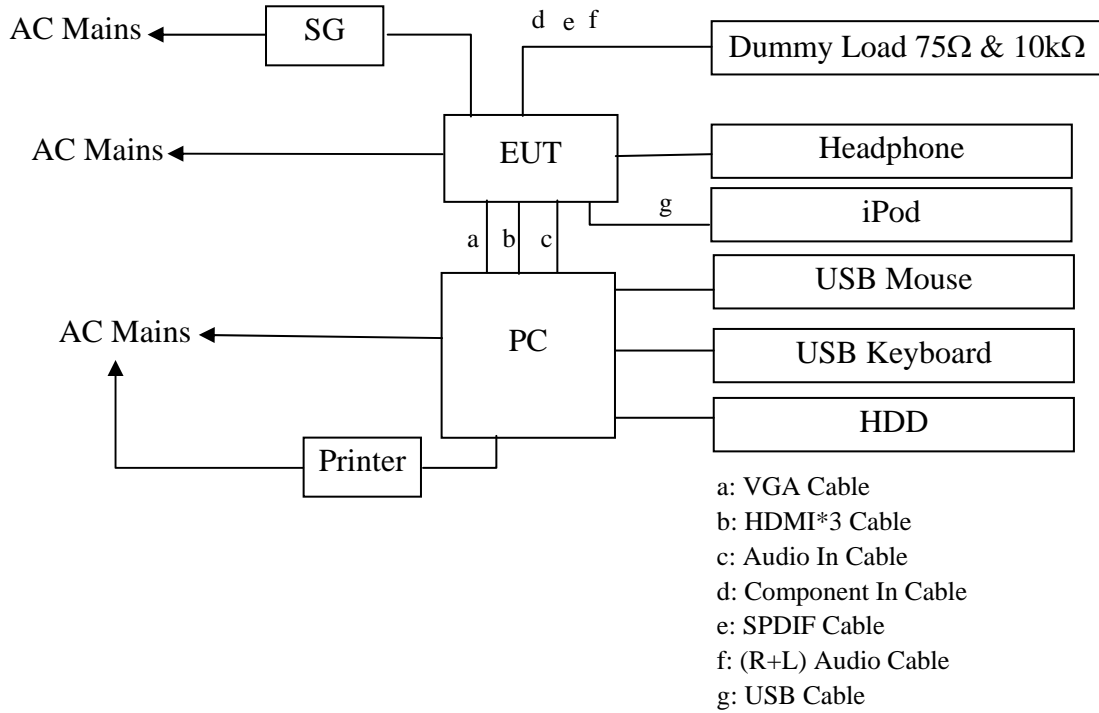 AC Mains
SG
d e f
Dummy Load 75Ω & 10kΩ
AC Mains
EUT
Headphone
g
iPod
a b c
USB Mouse
AC Mains
PC
USB Keyboard
HDD
Printer
a: VGA Cable
b: HDMI*3 Cable
c: Audio In Cable
d: Component In Cable
e: SPDIF Cable
f: (R+L) Audio Cable
g: USB Cable